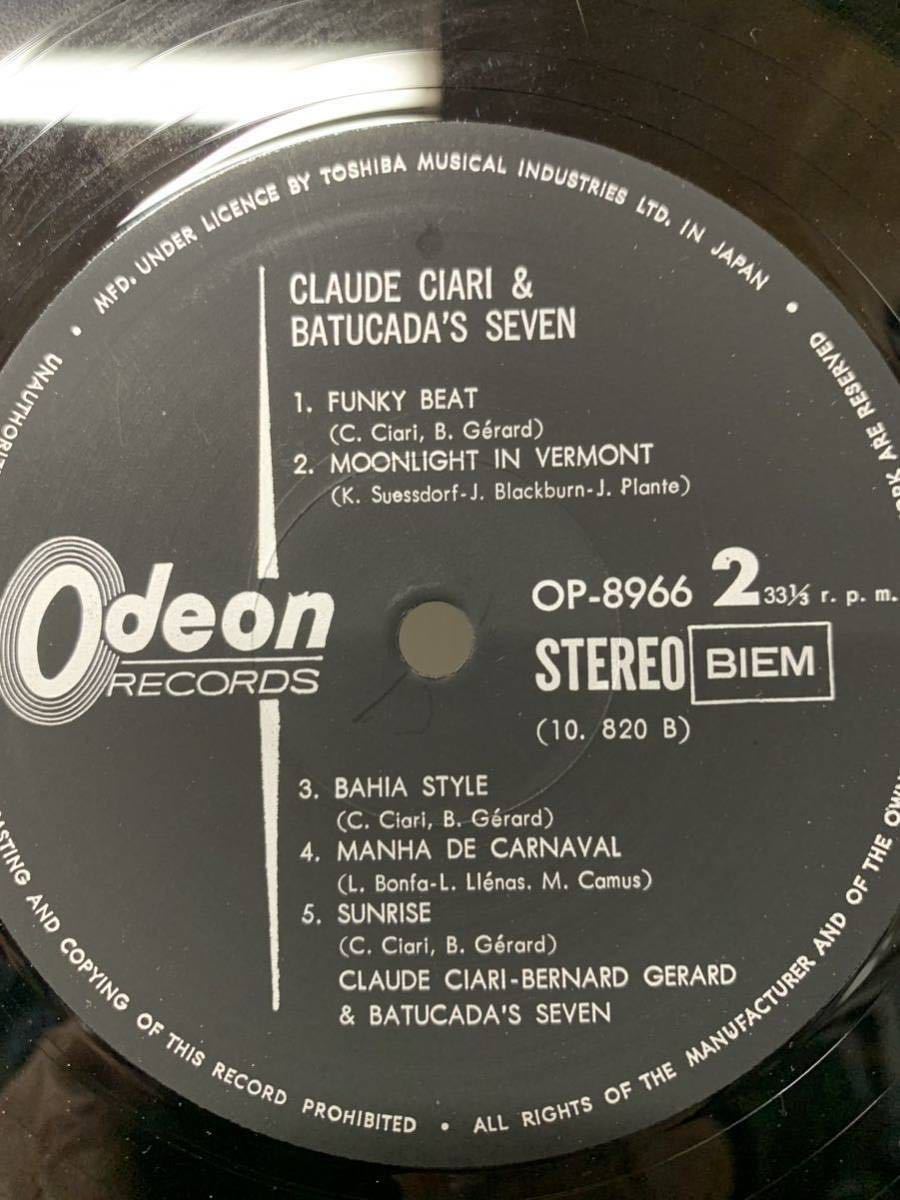 MFD. UNDER LICENCE BY TOSHIBA MUSICAL INDUSTRIES LTD. IN JAPAN •
CLAUDE CIARI &
BATUCADA'S SEVEN
1. FUNKY BEAT
(C. Ciari, B. Gérard)
2. MOONLIGHT IN VERMONT
(K. Suessdorf-J. Blackburn-J. Plante)
Odeon
RECORDS
OP-8966 2 33⅓ r. p. m.
STEREO BIEM
(10. 820 B)
3. BAHIA STYLE
(C. Ciari, B. Gérard)
4. MANHA DE CARNAVAL
(L. Bonfa-L. Llénas. M. Camus)
5. SUNRISE
(C. Ciari, B. Gérard)
CLAUDE CIARI-BERNARD GERARD
& BATUCADA'S SEVEN
ARE RESERVED
ALL RIGHTS OF THE MANUFACTURER AND OF THE
AND COPYING OF THIS RECORD PROHIBITED •